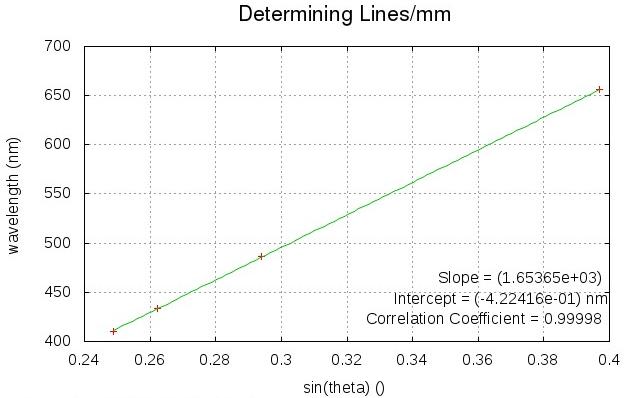 Determining Lines/mm
700
650
600
550
500
450
400
wavelength (nm)
Slope = (1.65365e+03)
Intercept = (-4.22416e-01) nm
Correlation Coefficient = 0.99998
0.24 0.26 0.28 0.3 0.32 0.34 0.36 0.38 0.4
sin(theta) ()